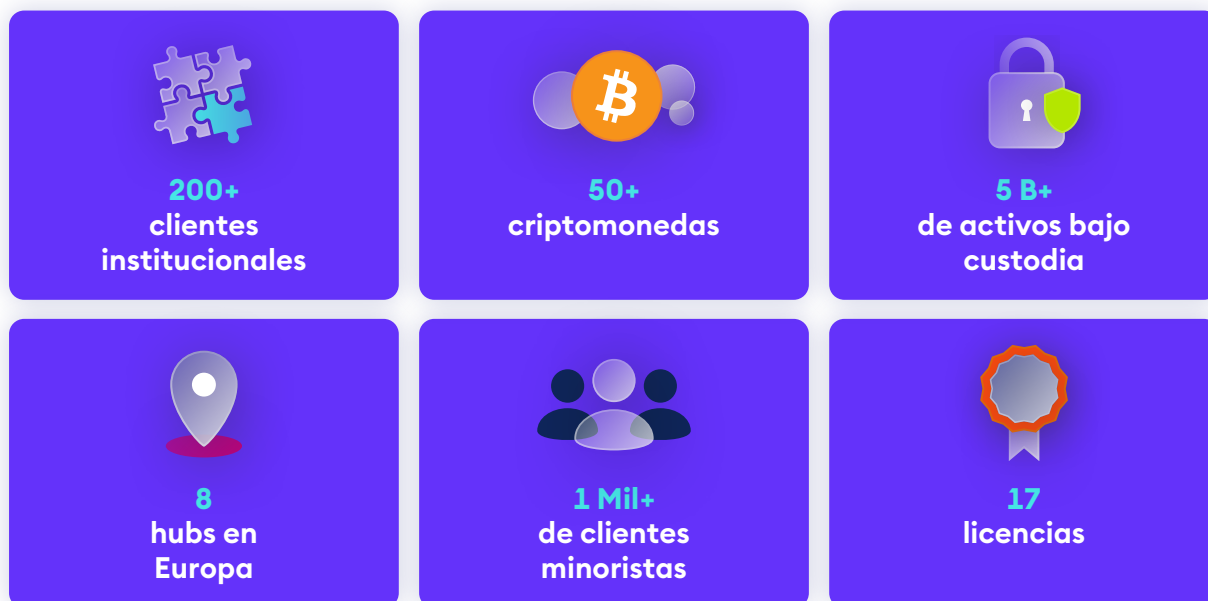 200+
clientes
institucionales
50+
criptomonedas
5 B+
de activos bajo
custodia
8
hubs en
Europa
1 Mil+
de clientes
minoristas
17
licencias